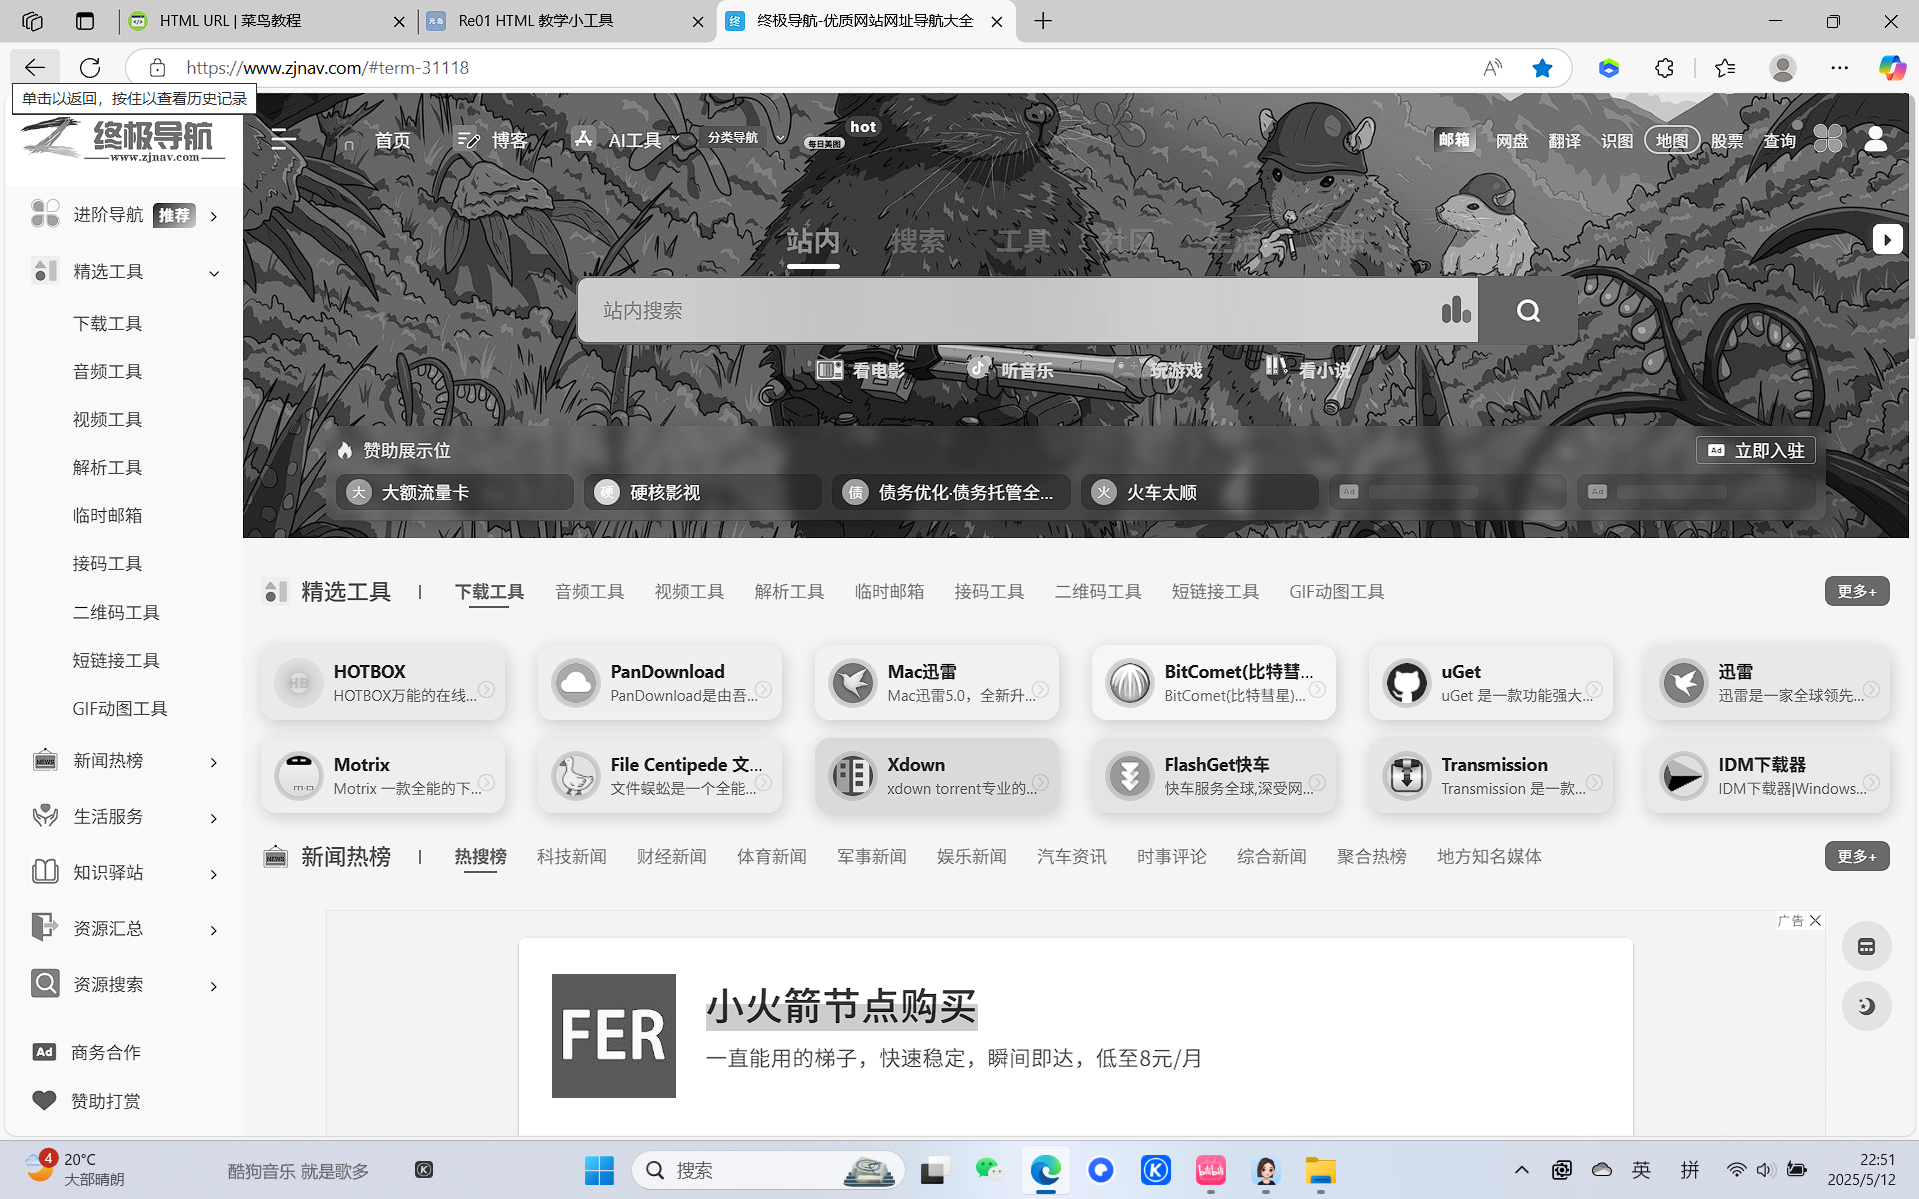 HTML URL | 菜鸟教程
Re01 HTML 教学小工具
终极导航-优质网站网址导航大全
https://www.zjnav.com/#term-31118
单击以返回，按住以查看历史记录
终极导航
www.zjnav.com
首页
博客
AI工具
分类导航
每日美图
hot
邮箱
网盘
翻译
识图
地图
股票
查询
进阶导航 推荐
精选工具
下载工具
音频工具
视频工具
解析工具
临时邮箱
接码工具
二维码工具
短链接工具
GIF动图工具
新闻热榜
生活服务
知识驿站
资源汇总
资源搜索
Ad 商务合作
赞助打赏
站内 搜索 工具 社区 生活 求职
站内搜索
看电影 听音乐 玩游戏 看小说
赞助展示位
Ad 立即入驻
大 大额流量卡
硬 硬核影视
债 债务优化·债务托管全...
火 火车太顺
Ad
Ad
精选工具 | 下载工具 音频工具 视频工具 解析工具 临时邮箱 接码工具 二维码工具 短链接工具 GIF动图工具
更多+
HB
HOTBOX
HOTBOX万能的在线...
PanDownload
PanDownload是由吾...
Mac迅雷
Mac迅雷5.0，全新升...
BitComet(比特彗...
BitComet(比特彗星)...
uGet
uGet 是一款功能强大...
迅雷
迅雷是一家全球领先...
Motrix
Motrix 一款全能的下...
File Centipede 文...
文件蜈蚣是一个全能...
Xdown
xdown torrent专业的...
FlashGet快车
快车服务全球,深受网...
Transmission
Transmission 是一款...
IDM下载器
IDM下载器|Windows...
NEWS 新闻热榜 | 热搜榜 科技新闻 财经新闻 体育新闻 军事新闻 娱乐新闻 汽车资讯 时事评论 综合新闻 聚合热榜 地方知名媒体
更多+
广告
FER
小火箭节点购买
一直能用的梯子，快速稳定，瞬间即达，低至8元/月
4
20°C
大部晴朗
酷狗音乐 就是歌多
搜索
bilibili
英
拼
22:51
2025/5/12